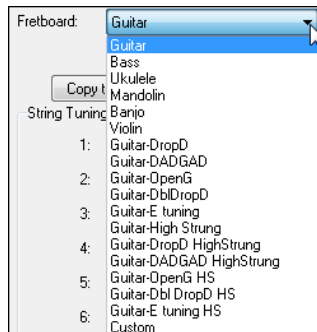 Fretboard: Guitar
Guitar
Bass
Ukulele
Mandolin
Banjo
Violin
Guitar-DropD
Guitar-DADGAD
Guitar-OpenG
Guitar-DblDropD
Guitar-E tuning
Guitar-High Strung
Guitar-DropD HighStrung
Guitar-DADGAD HighStrung
Guitar-OpenG HS
Guitar-Dbl DropD HS
Guitar-E tuning HS
Custom
Copy
String Tuning
1:
2:
3:
4:
5:
6: